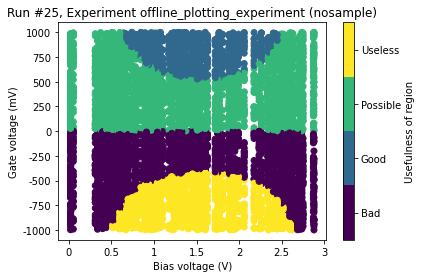 Run #25, Experiment offline_plotting_experiment (nosample)
1000
750
500
250
0
-250
-500
-750
-1000
Gate voltage (mV)
0
0.5
1
1.5
2
2.5
3
Bias voltage (V)
Useless
Possible
Good
Bad
Usefulness of region